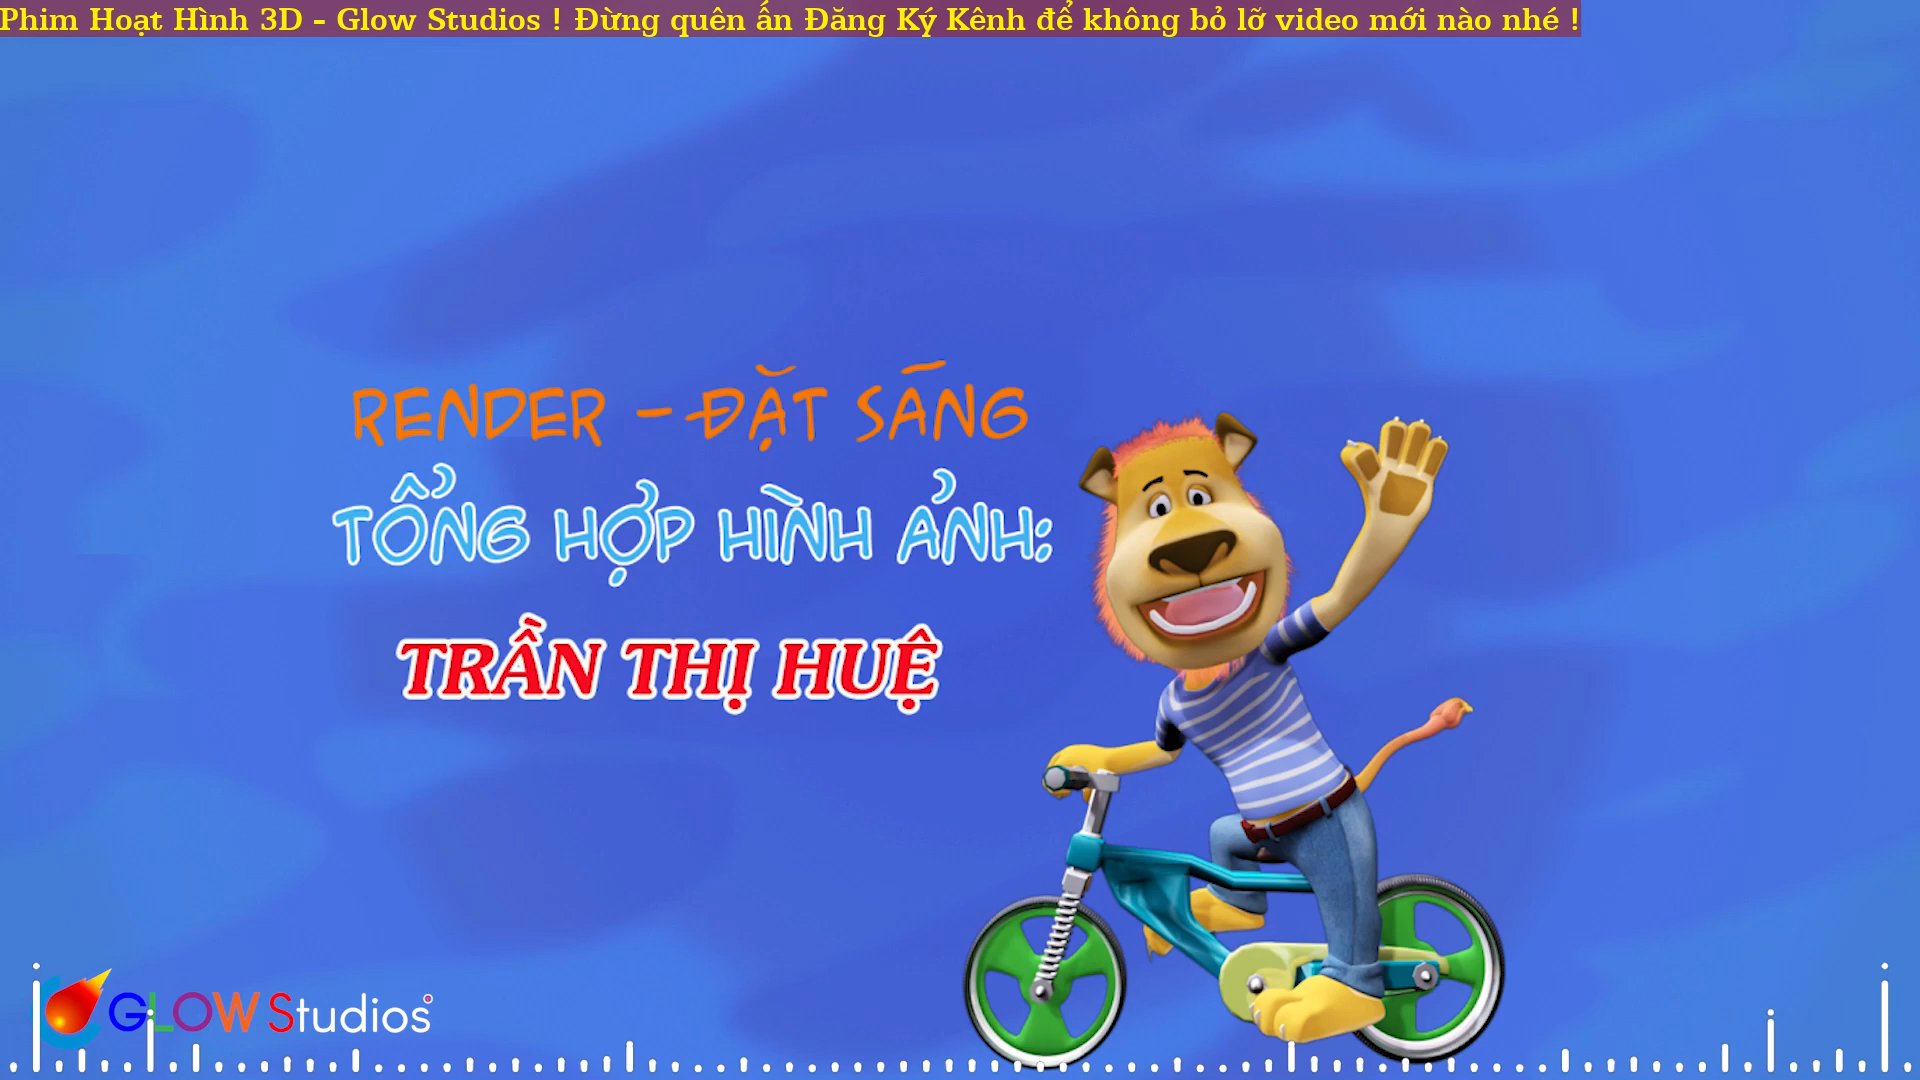 Phim Hoạt Hình 3D - Glow Studios ! Đừng quên ấn Đăng Ký Kênh để không bỏ lỡ video mới nào nhé !
RENDER - ĐẶT SÁNG
TỔNG HỢP HÌNH ẢNH:
TRẦN THỊ HUỆ
GLOW Studios